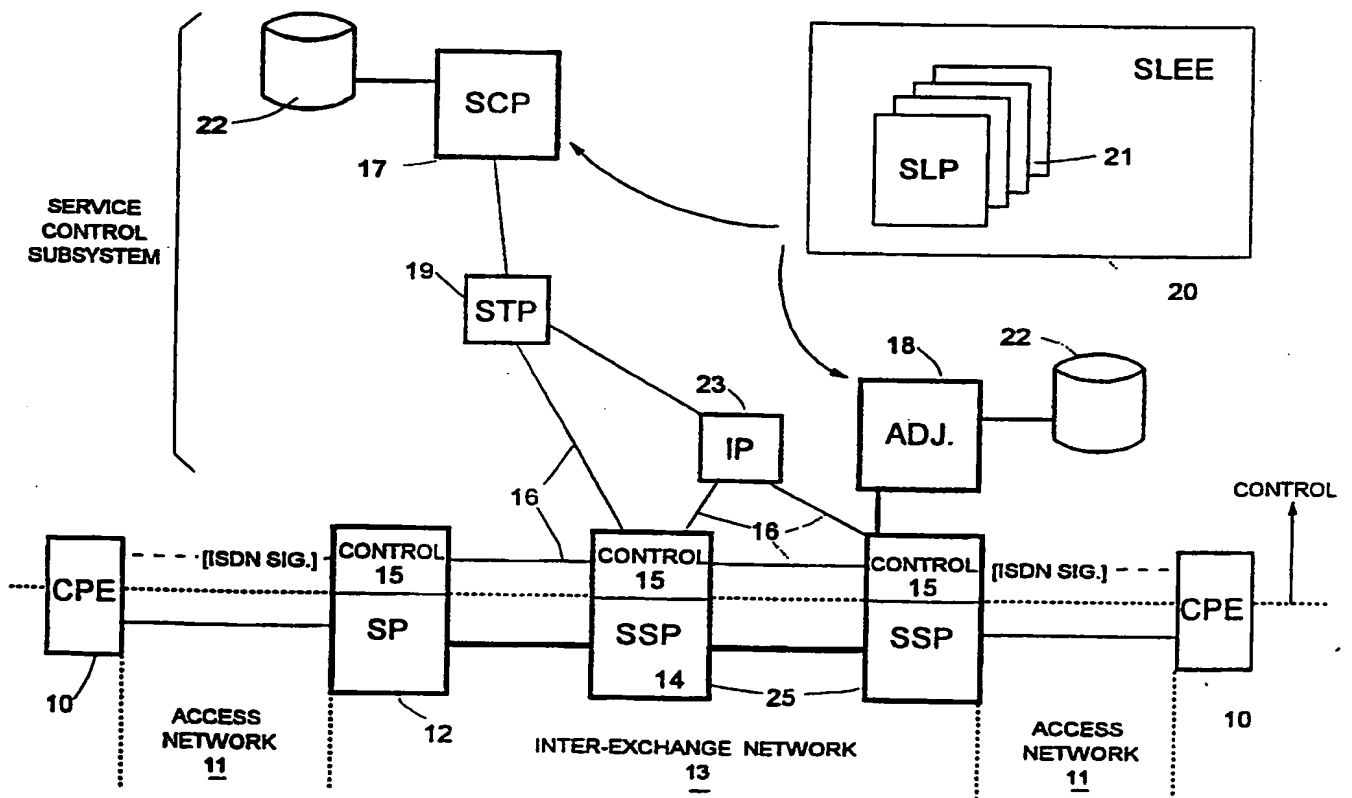 SLEE
22
SCP
SLP
21
17
SERVICE
CONTROL
SUBSYSTEM
19
STP
20
18
22
23
IP
ADJ.
16
16
CONTROL
CPE
[ISDN SIG.]
CONTROL
15
CONTROL
15
CONTROL
15
[ISDN SIG.]
CPE
SP
SSP
14
SSP
10
12
25
10
ACCESS
NETWORK
11
INTER-EXCHANGE NETWORK
13
ACCESS
NETWORK
11